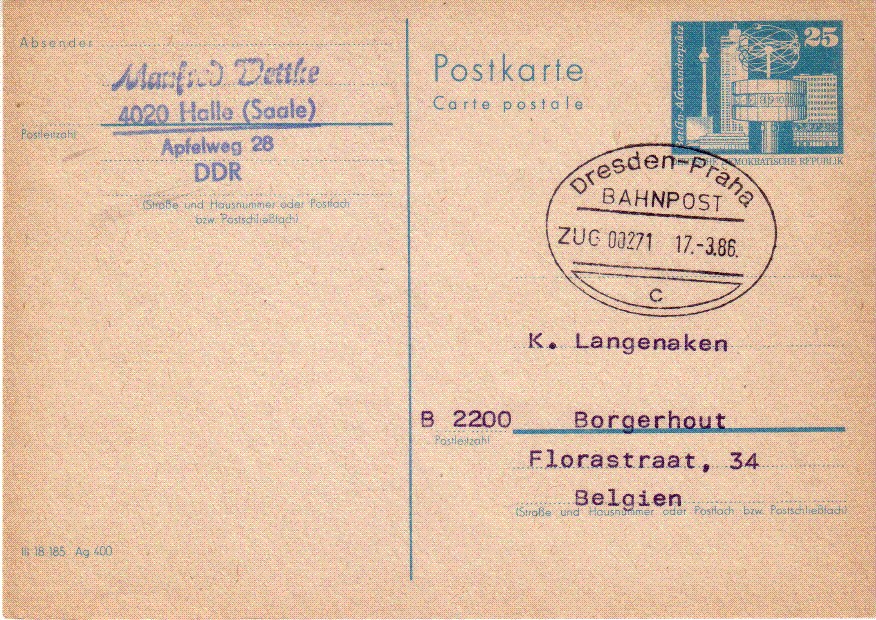 Absender
Manfred Dettke
4020 Halle (Saale)
Postleitzahl
Apfelweg 28
DDR
(Straße und Hausnummer oder Postfach
bzw. Postschließfach)
III 18 185 Ag 400
Postkarte
Carte postale
25
Berlin-Alexanderplatz
DEMOKRATISCHE REPUBLIK
Dresden-Praha
BAHNPOST
ZUG 00271 17.-3.86.
c
K. Langenaken
B 2200 Borgerhout
Postleitzahl
Florastraat, 34
Belgien
(Straße und Hausnummer oder Postfach bzw. Postschließfach)